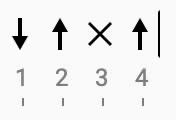 ↓ ↑ × ↑
1 2 3 4